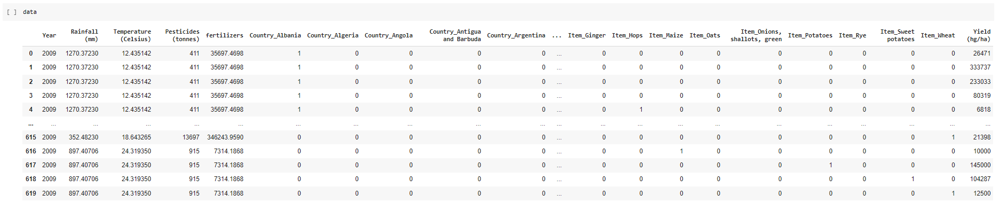 [ ] data
Year Rainfall (mm) Temperature (Celsius) Pesticides (tonnes) fertilizers Country_Albania Country_Algeria Country_Angola Country_Antigua and Barbuda Country_Argentina ... Item_Ginger Item_Hops Item_Maize Item_Oats Item_Onions, shallots, green Item_Potatoes Item_Rye Item_Sweet potatoes Item_Wheat Yield (hg/ha)
0 2009 1270.37230 12.435142 411 35697.4698 1 0 0 0 0 ... 0 0 0 0 0 0 0 0 0 26471
1 2009 1270.37230 12.435142 411 35697.4698 1 0 0 0 0 ... 0 0 0 0 0 0 0 0 0 333737
2 2009 1270.37230 12.435142 411 35697.4698 1 0 0 0 0 ... 0 0 0 0 0 0 0 0 0 233033
3 2009 1270.37230 12.435142 411 35697.4698 1 0 0 0 0 ... 0 0 0 0 0 0 0 0 0 80319
4 2009 1270.37230 12.435142 411 35697.4698 1 0 0 0 0 ... 0 1 0 0 0 0 0 0 0 6818
... ... ... ... ... ... ... ... ... ... ... ... ... ... ... ... ... ... ... ... ... ...
615 2009 352.48230 18.643265 13697 346243.9590 0 0 0 0 0 ... 0 0 0 0 0 0 0 0 1 21398
616 2009 897.40706 24.319350 915 7314.1868 0 0 0 0 0 ... 0 0 1 0 0 0 0 0 0 10000
617 2009 897.40706 24.319350 915 7314.1868 0 0 0 0 0 ... 0 0 0 0 0 1 0 0 0 145000
618 2009 897.40706 24.319350 915 7314.1868 0 0 0 0 0 ... 0 0 0 0 0 0 0 1 0 104287
619 2009 897.40706 24.319350 915 7314.1868 0 0 0 0 0 ... 0 0 0 0 0 0 0 0 1 12500